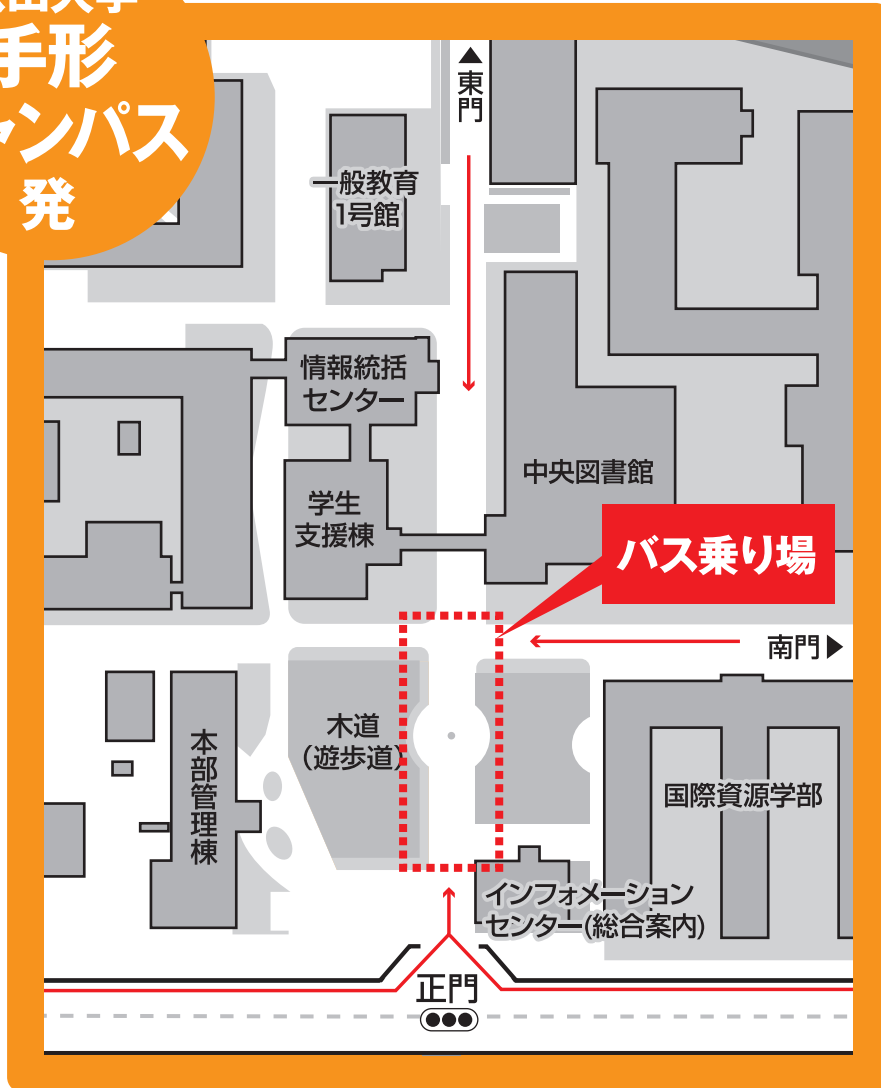 手形
発
▲
東門
一般教育
1号館
情報統括
センター
中央図書館
学生
支援棟
バス乗り場
南門▶
木道
(遊歩道)
本部管理棟
国際資源学部
インフォメーション
センター(総合案内)
正門